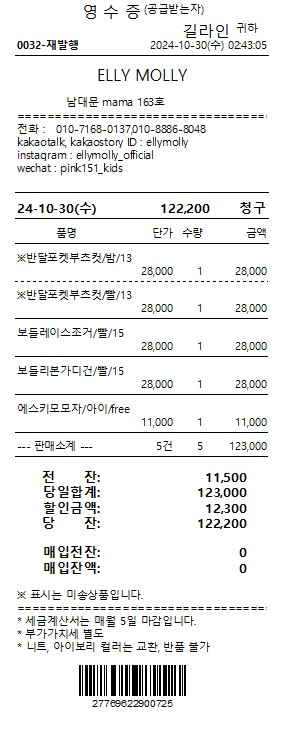 영 수 증 (공급받는자)
길라인 귀하
0032-재발행 2024-10-30(수) 02:43:05
ELLY MOLLY
남대문 mama 163호
==========================================
전화 : 010-7168-0137,010-8886-8048
kakaotalk, kakaostory ID : ellymolly
instagram : ellymolly_official
wechat : pink151_kids
24-10-30(수) 122,200 청구
품명 단가 수량 금액
※반달포켓부츠컷/밤/13
28,000 1 28,000
※반달포켓부츠컷/빨/13
28,000 1 28,000
보들레이스조거/빨/15
28,000 1 28,000
보들리본가디건/빨/15
28,000 1 28,000
에스키모모자/아이/free
11,000 1 11,000
--- 판매소계 --- 5건 5 123,000
전 잔: 11,500
당일합계: 123,000
할인금액: 12,300
당 잔: 122,200
매입전잔: 0
매입잔액: 0
※ 표시는 미송상품입니다.
==========================================
* 세금계산서는 매월 5일 마감입니다.
* 부가가치세 별도
* 니트, 아이보리 컬러는 교환, 반품 불가
27769622900725